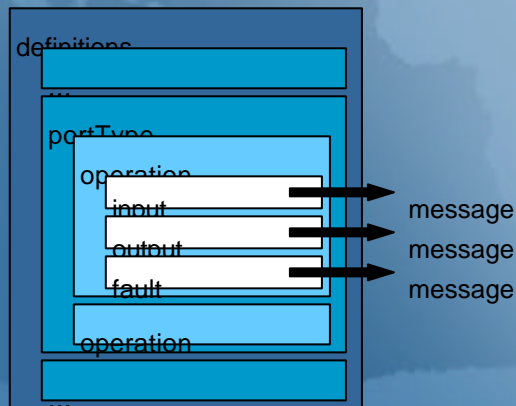 definitions
...
portType
operation
input message
output message
fault message
operation
...